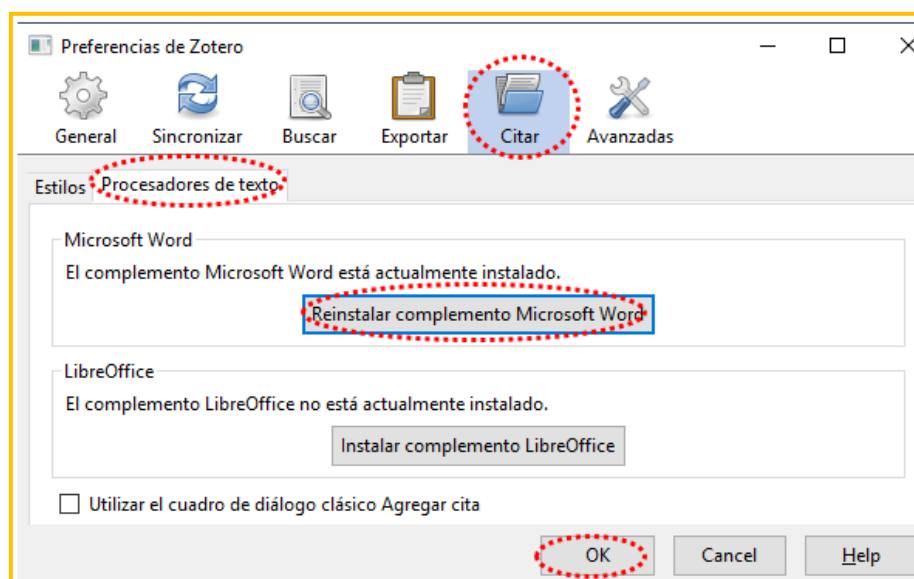 Preferencias de Zotero
General Sincronizar Buscar Exportar Citar Avanzadas
Estilos Procesadores de texto
Microsoft Word
El complemento Microsoft Word está actualmente instalado.
Reinstalar complemento Microsoft Word
LibreOffice
El complemento LibreOffice no está actualmente instalado.
Instalar complemento LibreOffice
Utilizar el cuadro de diálogo clásico Agregar cita
OK Cancel Help